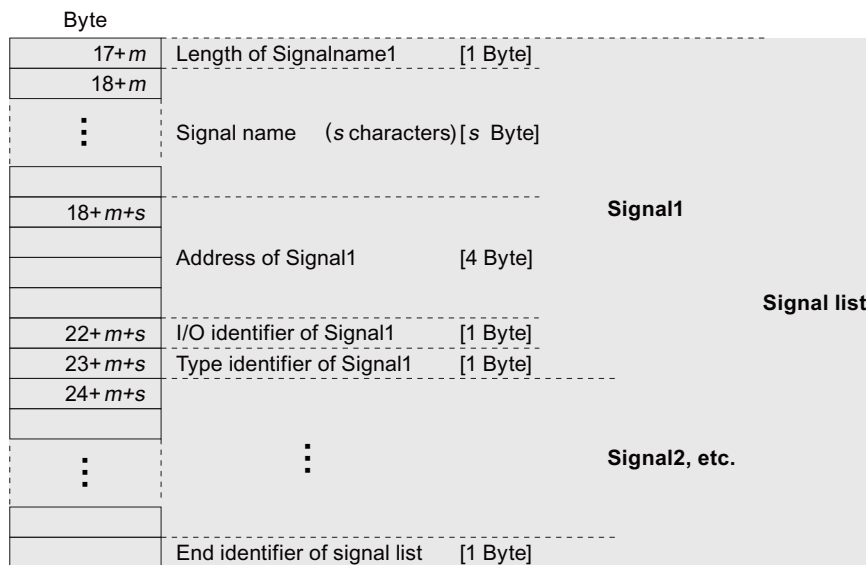 Byte
17+m Length of Signalname1 [1 Byte]
18+m
Signal name (s characters) [s Byte]
18+m+s Signal1
Address of Signal1 [4 Byte]
Signal list
22+m+s I/O identifier of Signal1 [1 Byte]
23+m+s Type identifier of Signal1 [1 Byte]
24+m+s
Signal2, etc.
End identifier of signal list [1 Byte]